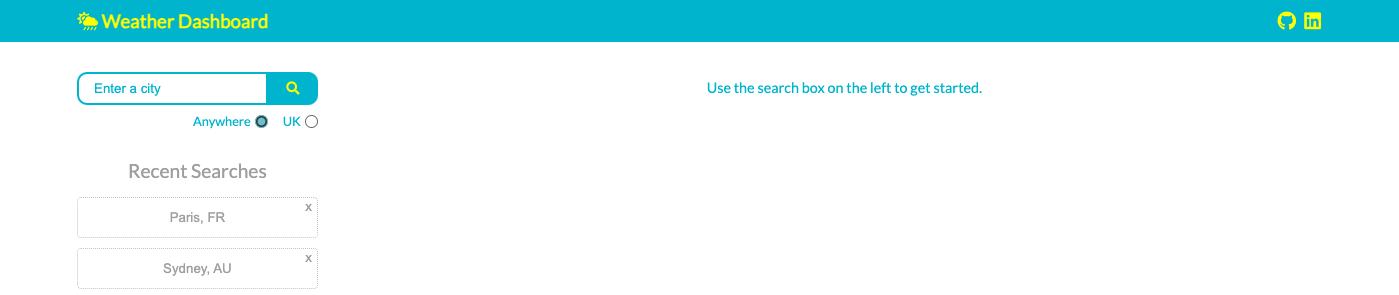 Weather Dashboard
Enter a city
Anywhere UK
Recent Searches
x
Paris, FR
x
Sydney, AU
Use the search box on the left to get started.